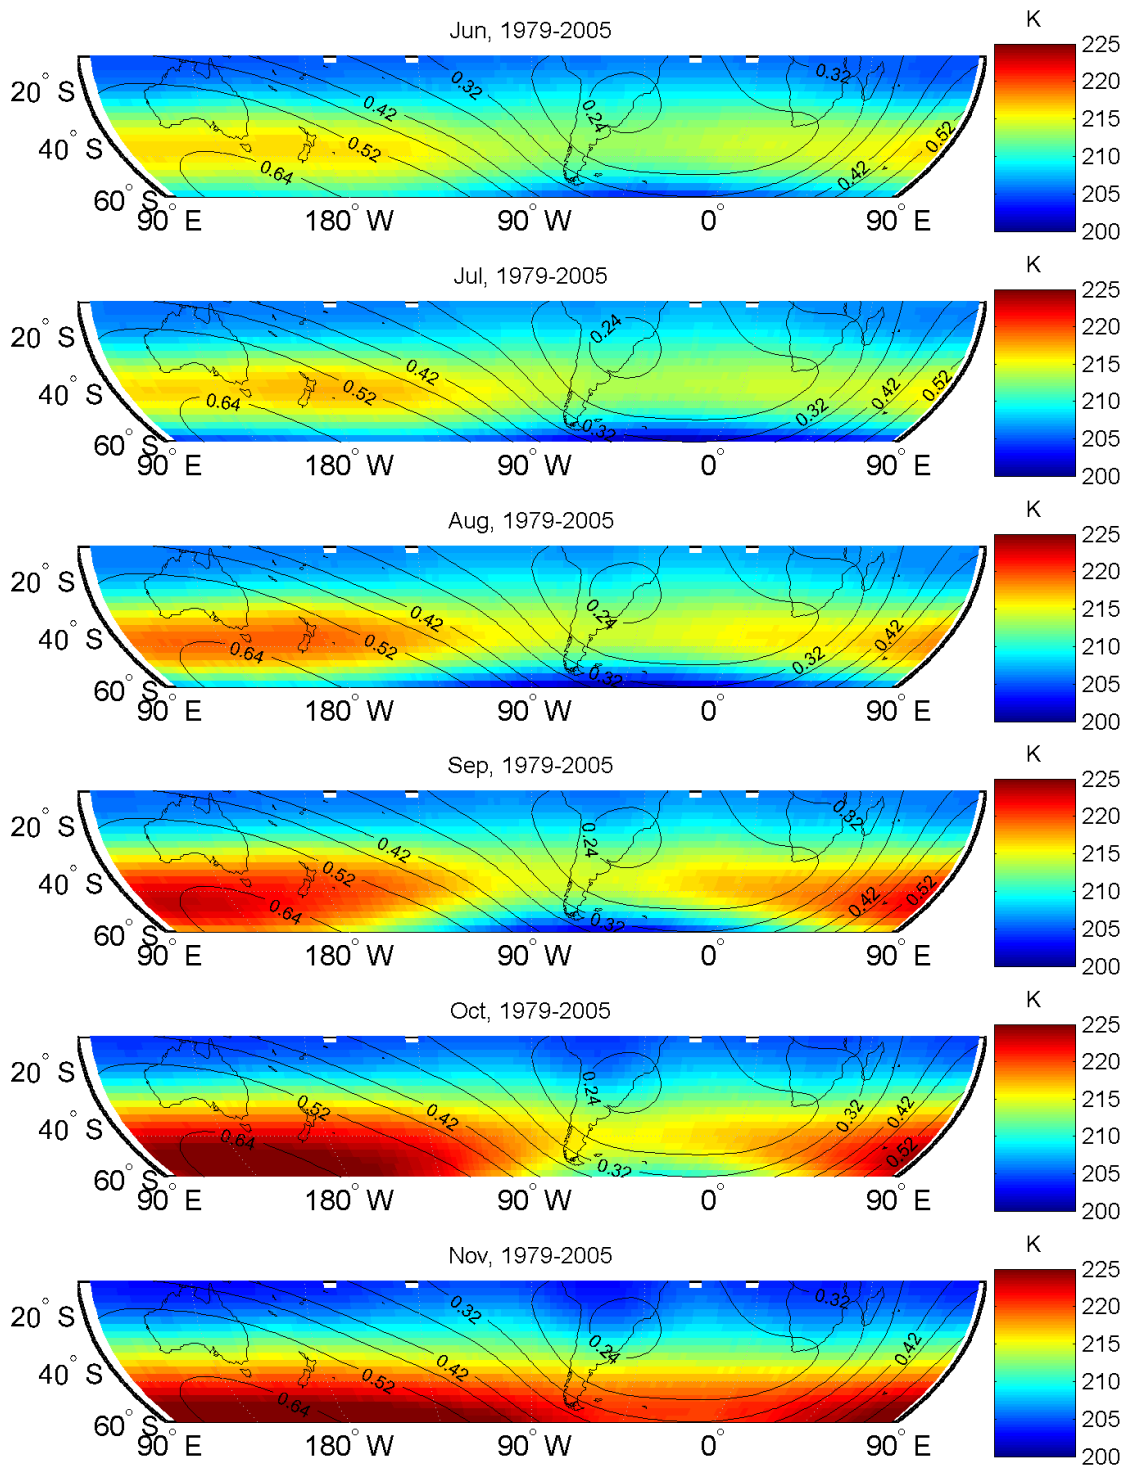 Jun, 1979-2005
K
225
220
215
210
205
200
20° S
40° S
60° S
90° E
180° W
90° W
0°
90° E
0.32
0.42
0.52
0.64
0.24
0.32
0.42
0.52
Jul, 1979-2005
K
225
220
215
210
205
200
20° S
40° S
60° S
90° E
180° W
90° W
0°
90° E
0.24
0.42
0.52
0.64
0.32
0.32
0.42
0.52
Aug, 1979-2005
K
225
220
215
210
205
200
20° S
40° S
60° S
90° E
180° W
90° W
0°
90° E
0.24
0.42
0.52
0.64
0.32
0.32
0.42
Sep, 1979-2005
K
225
220
215
210
205
200
20° S
40° S
60° S
90° E
180° W
90° W
0°
90° E
0.32
0.24
0.42
0.52
0.64
0.32
0.42
0.52
Oct, 1979-2005
K
225
220
215
210
205
200
20° S
40° S
60° S
90° E
180° W
90° W
0°
90° E
0.24
0.52
0.42
0.64
0.32
0.32
0.42
0.52
Nov, 1979-2005
K
225
220
215
210
205
200
20° S
40° S
60° S
90° E
180° W
90° W
0°
90° E
0.32
0.32
0.24
0.42
0.42
0.52
0.64